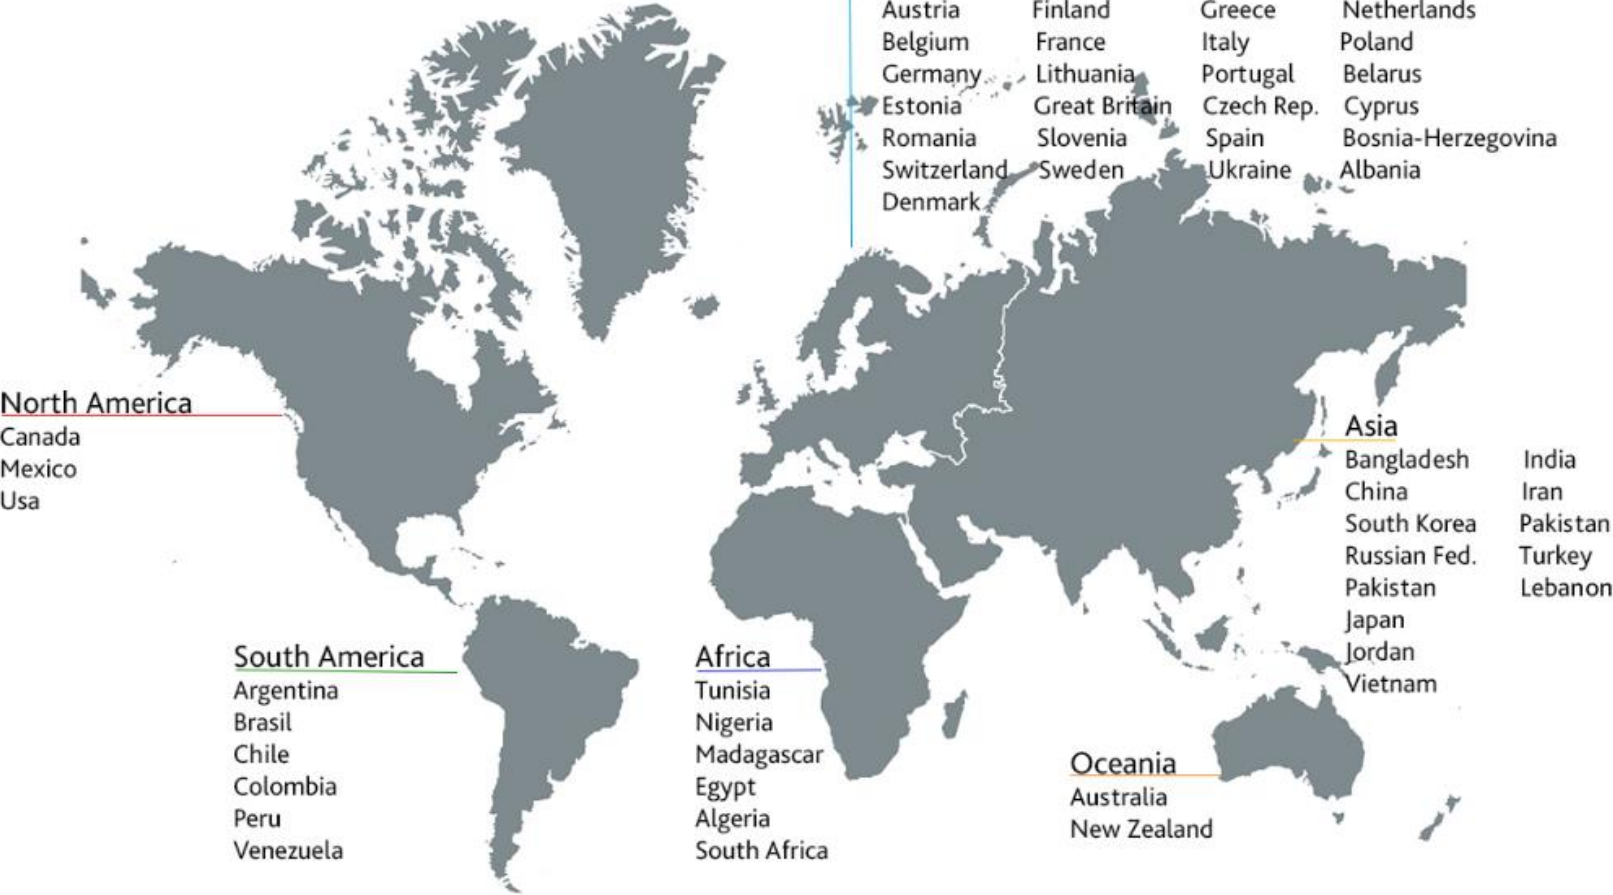 Austria Finland Greece Netherlands
Belgium France Italy Poland
Germany Lithuania Portugal Belarus
Estonia Great Britain Czech Rep. Cyprus
Romania Slovenia Spain Bosnia-Herzegovina
Switzerland Sweden Ukraine Albania
Denmark
North America
Canada
Mexico
Usa
Asia
Bangladesh India
China Iran
South Korea Pakistan
Russian Fed. Turkey
Pakistan Lebanon
Japan
Jordan
Vietnam
South America
Argentina
Brasil
Chile
Colombia
Peru
Venezuela
Africa
Tunisia
Nigeria
Madagascar
Egypt
Algeria
South Africa
Oceania
Australia
New Zealand